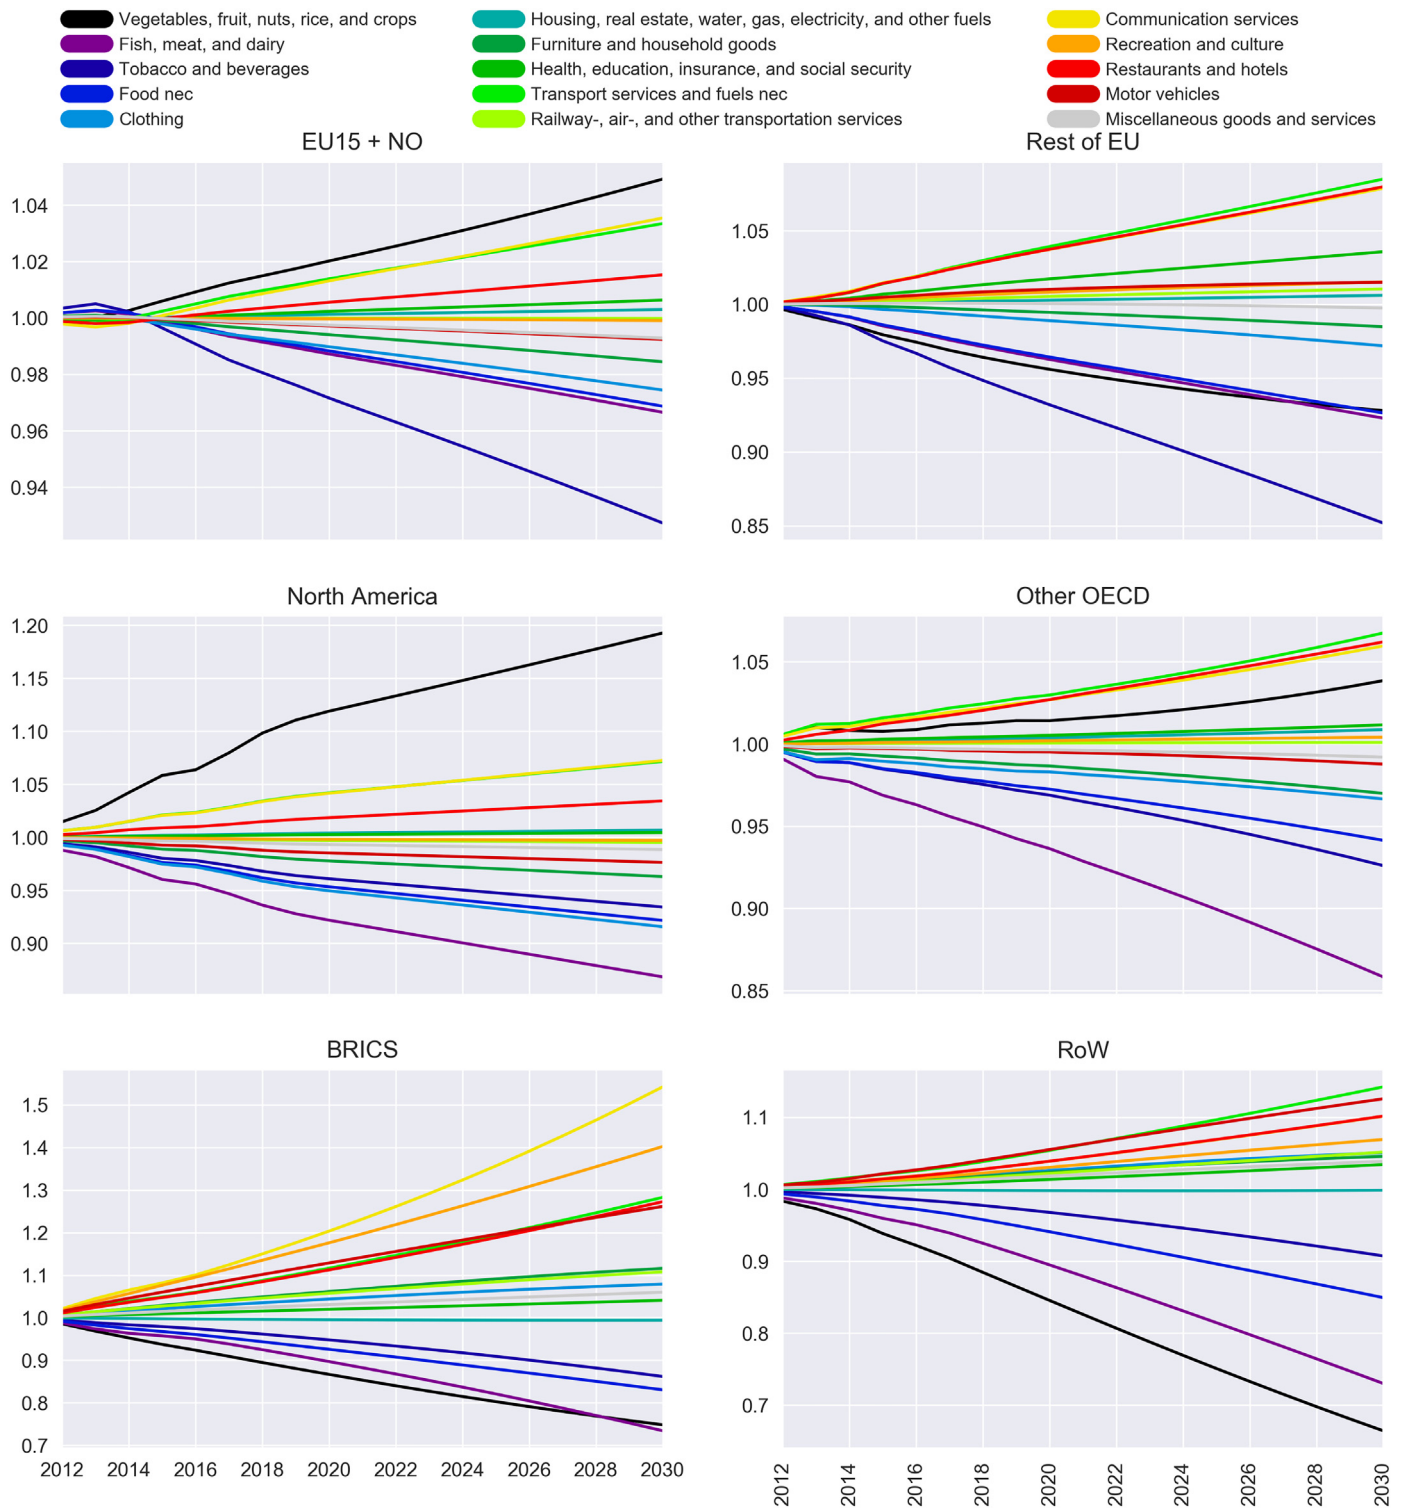 Vegetables, fruit, nuts, rice, and crops
Fish, meat, and dairy
Tobacco and beverages
Food nec
Clothing
Housing, real estate, water, gas, electricity, and other fuels
Furniture and household goods
Health, education, insurance, and social security
Transport services and fuels nec
Railway-, air-, and other transportation services
Communication services
Recreation and culture
Restaurants and hotels
Motor vehicles
Miscellaneous goods and services
EU15 + NO
1.04
1.02
1.00
0.98
0.96
0.94
Rest of EU
1.05
1.00
0.95
0.90
0.85
North America
1.20
1.15
1.10
1.05
1.00
0.95
0.90
Other OECD
1.05
1.00
0.95
0.90
0.85
BRICS
1.5
1.4
1.3
1.2
1.1
1.0
0.9
0.8
0.7
2012 2014 2016 2018 2020 2022 2024 2026 2028 2030
RoW
1.1
1.0
0.9
0.8
0.7
2012 2014 2016 2018 2020 2022 2024 2026 2028 2030